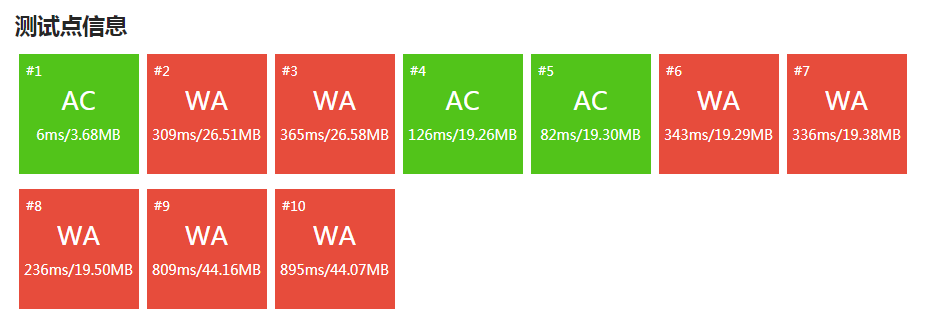 测试点信息
#1 #2 #3 #4 #5 #6 #7
AC WA WA AC AC WA WA
6ms/3.68MB 309ms/26.51MB 365ms/26.58MB 126ms/19.26MB 82ms/19.30MB 343ms/19.29MB 336ms/19.38MB
#8 #9 #10
WA WA WA
236ms/19.50MB 809ms/44.16MB 895ms/44.07MB